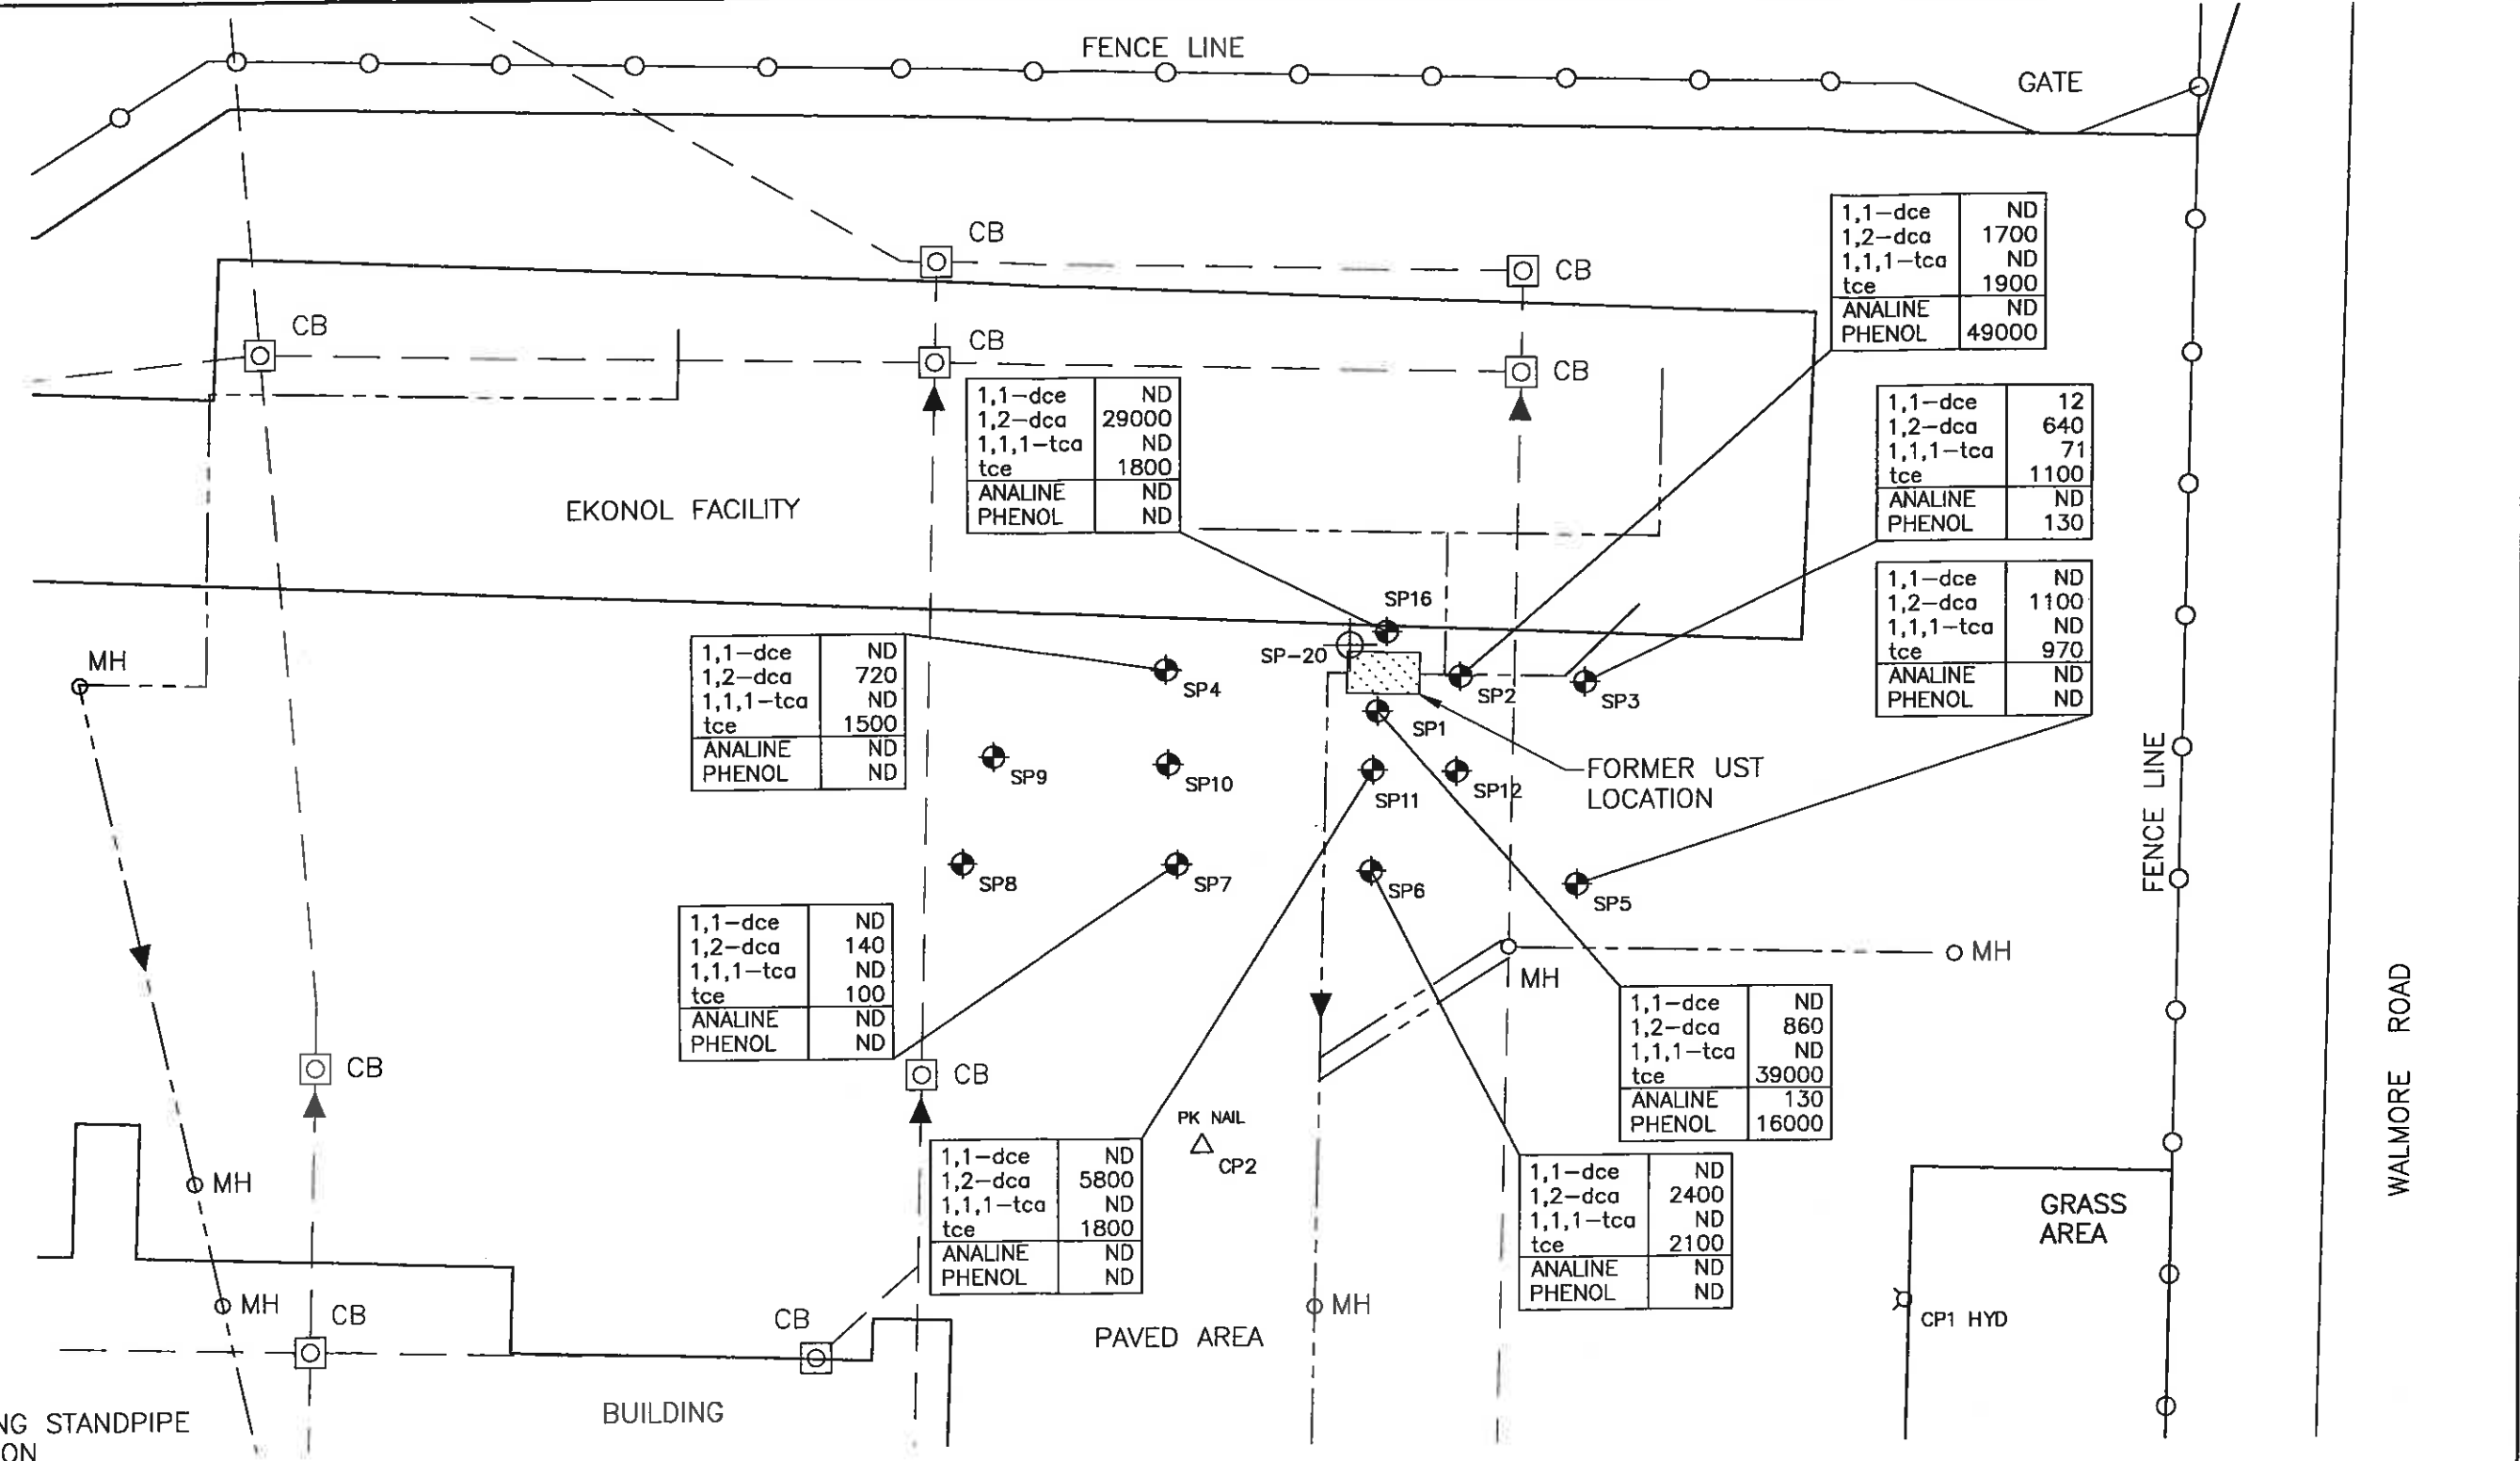 FENCE LINE
GATE
CB
CB
CB
CB
CB
1,1-dce ND
1,2-dca 1700
1,1,1-tca ND
tce 1900
ANALINE ND
PHENOL 49000
1,1-dce ND
1,2-dca 29000
1,1,1-tca ND
tce 1800
ANALINE ND
PHENOL ND
1,1-dce 12
1,2-dca 640
1,1,1-tca 71
tce 1100
ANALINE ND
PHENOL 130
EKONOL FACILITY
1,1-dce ND
1,2-dca 1100
1,1,1-tca ND
tce 970
ANALINE ND
PHENOL ND
SP16
SP-20
MH
1,1-dce ND
1,2-dca 720
1,1,1-tca ND
tce 1500
ANALINE ND
PHENOL ND
SP4
SP2
SP3
SP1
SP9
SP10
SP11
SP12
FORMER UST
LOCATION
FENCE LINE
SP8
SP7
SP6
SP5
1,1-dce ND
1,2-dca 140
1,1,1-tca ND
tce 100
ANALINE ND
PHENOL ND
MH
MH
1,1-dce ND
1,2-dca 860
1,1,1-tca ND
tce 39000
ANALINE 130
PHENOL 16000
WALMORE ROAD
CB
CB
PK NAIL
CP2
1,1-dce ND
1,2-dca 5800
1,1,1-tca ND
tce 1800
ANALINE ND
PHENOL ND
1,1-dce ND
1,2-dca 2400
1,1,1-tca ND
tce 2100
ANALINE ND
PHENOL ND
MH
GRASS
AREA
MH
CB
CB
MH
PAVED AREA
CP1 HYD
BUILDING
NG STANDPIPE
ON